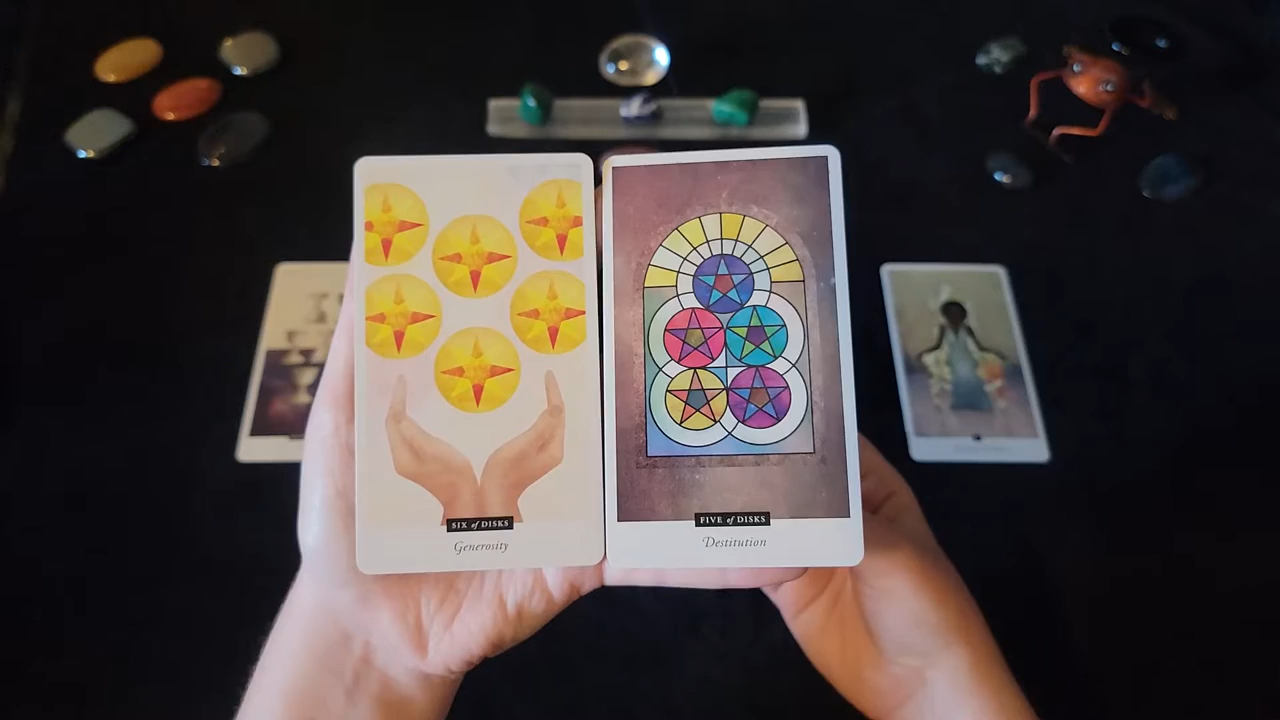 SIX of DISKS
Generosity
FIVE of DISKS
Destitution